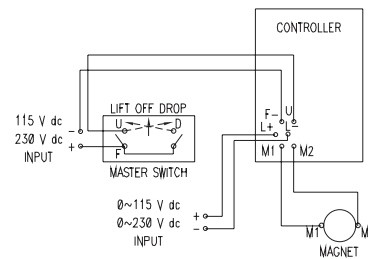 CONTROLLER
LIFT OFF DROP
U D
F
MASTER SWITCH
115 V dc -
230 V dc +
INPUT
F- U
L+ L-
M1 M2
0~115 V dc +
0~230 V dc -
INPUT
M1 M
MAGNET